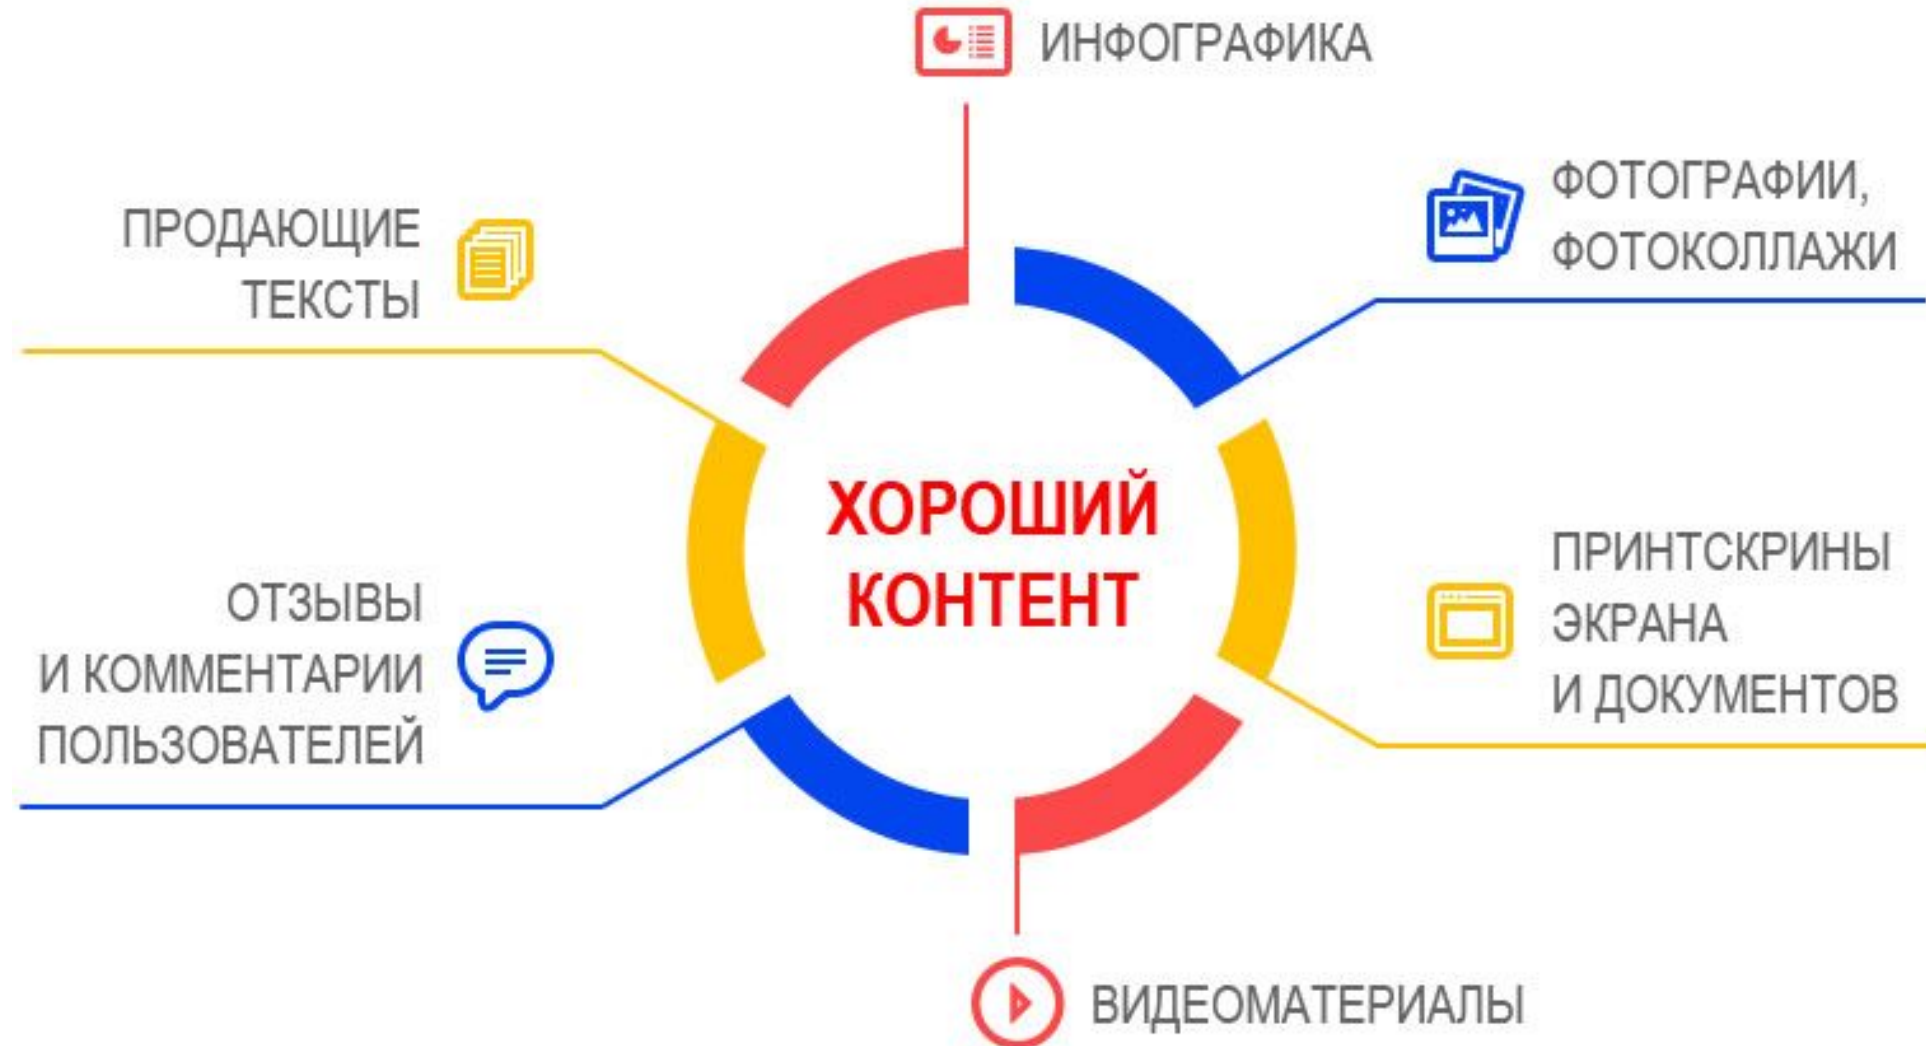 ИНФОГРАФИКА
ФОТОГРАФИИ,
ФОТОКОЛЛАЖИ
ПРОДАЮЩИЕ
ТЕКСТЫ
ХОРОШИЙ
КОНТЕНТ
ПРИНТСКРИНЫ
ЭКРАНА
И ДОКУМЕНТОВ
ОТЗЫВЫ
И КОММЕНТАРИИ
ПОЛЬЗОВАТЕЛЕЙ
ВИДЕОМАТЕРИАЛЫ